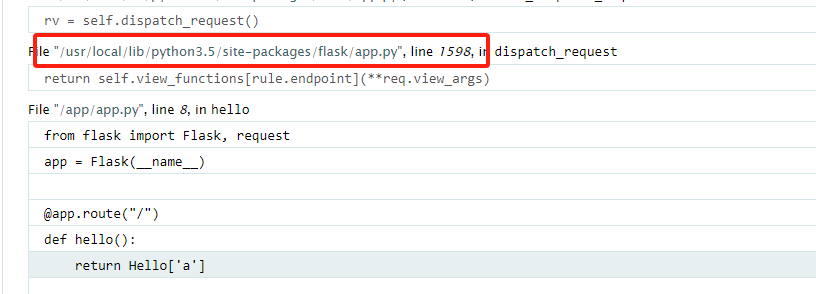 rv = self.dispatch_request()
File "/usr/local/lib/python3.5/site-packages/flask/app.py", line 1598, in dispatch_request
return self.view_functions[rule.endpoint](**req.view_args)
File "/app/app.py", line 8, in hello
from flask import Flask, request
app = Flask(__name__)
@app.route("/")
def hello():
    return Hello['a']